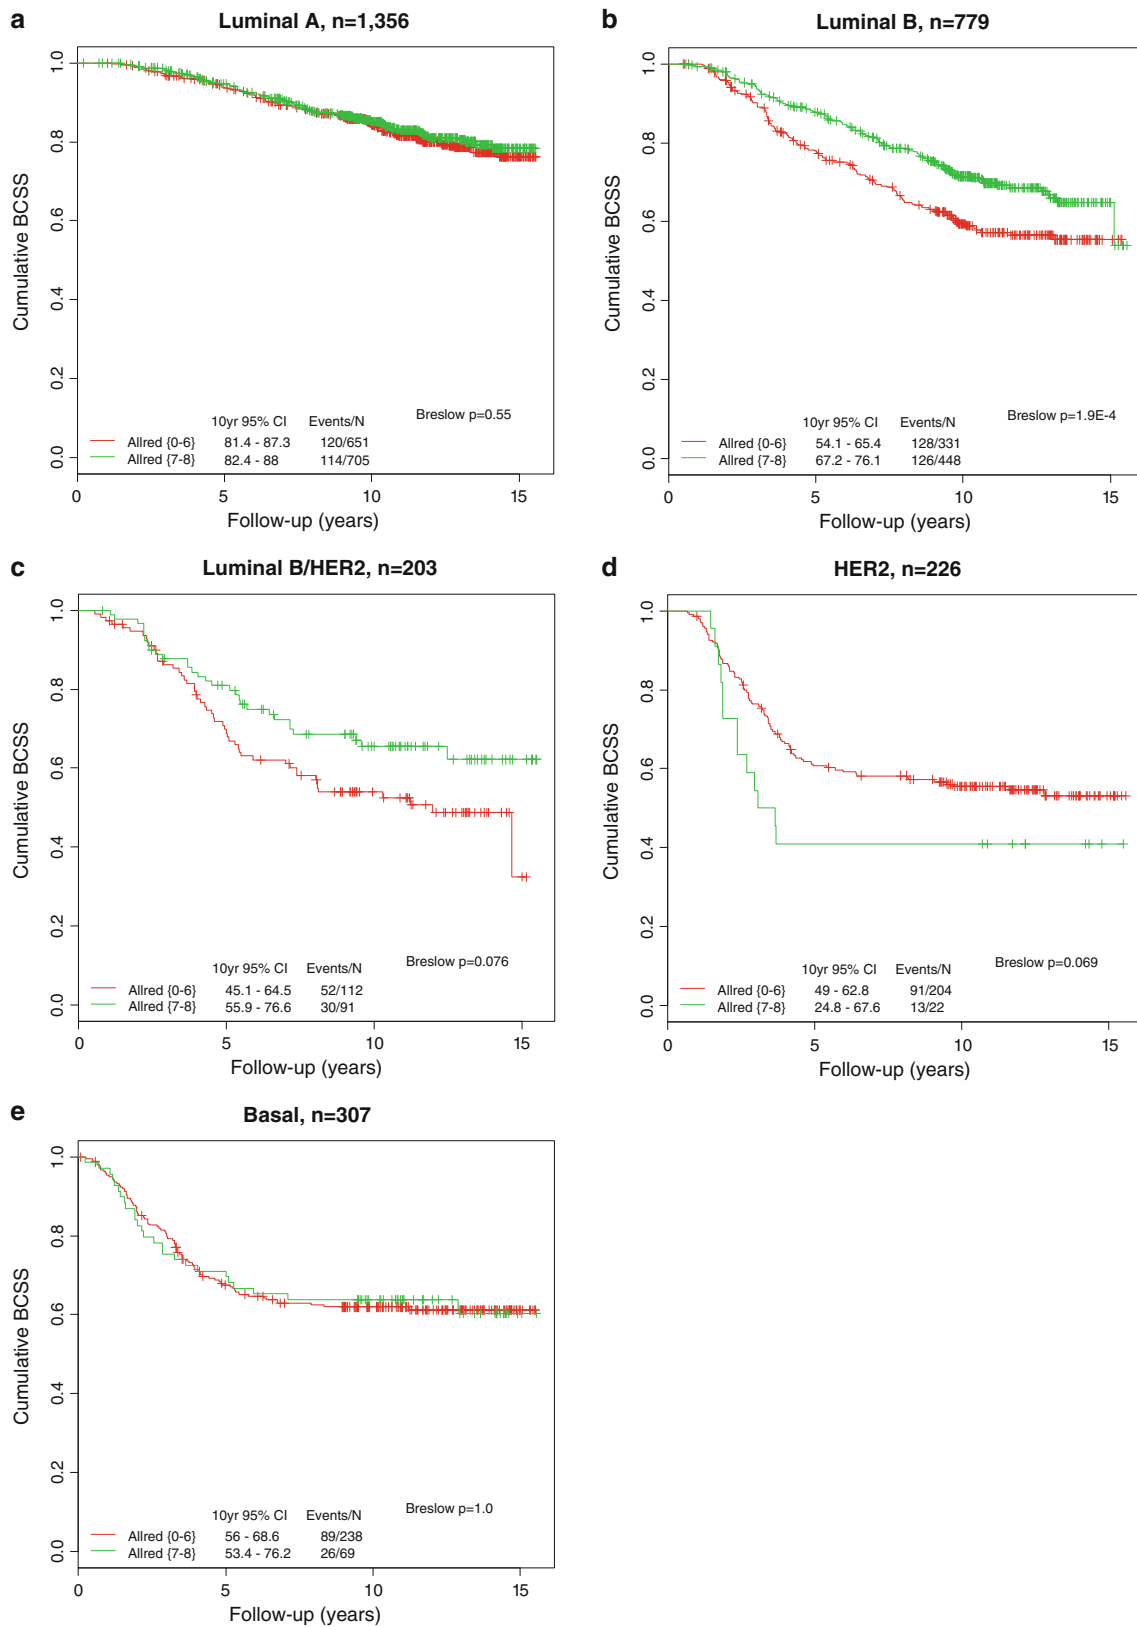 a
Luminal A, n=1,356
Cumulative BCSS
1.0
0.8
0.6
0.4
0.2
0.0
Breslow p=0.55
10yr 95% CI Events/N
Allred {0-6} 81.4 - 87.3 120/651
Allred {7-8} 82.4 - 88 114/705
0 5 10 15
Follow-up (years)
b
Luminal B, n=779
Cumulative BCSS
1.0
0.8
0.6
0.4
0.2
0.0
Breslow p=1.9E-4
10yr 95% CI Events/N
Allred {0-6} 54.1 - 65.4 128/331
Allred {7-8} 67.2 - 76.1 126/448
0 5 10 15
Follow-up (years)
c
Luminal B/HER2, n=203
Cumulative BCSS
1.0
0.8
0.6
0.4
0.2
0.0
Breslow p=0.076
10yr 95% CI Events/N
Allred {0-6} 45.1 - 64.5 52/112
Allred {7-8} 55.9 - 76.6 30/91
0 5 10 15
Follow-up (years)
d
HER2, n=226
Cumulative BCSS
1.0
0.8
0.6
0.4
0.2
0.0
Breslow p=0.069
10yr 95% CI Events/N
Allred {0-6} 49 - 62.8 91/204
Allred {7-8} 24.8 - 67.6 13/22
0 5 10 15
Follow-up (years)
e
Basal, n=307
Cumulative BCSS
1.0
0.8
0.6
0.4
0.2
0.0
Breslow p=1.0
10yr 95% CI Events/N
Allred {0-6} 56 - 68.6 89/238
Allred {7-8} 53.4 - 76.2 26/69
0 5 10 15
Follow-up (years)